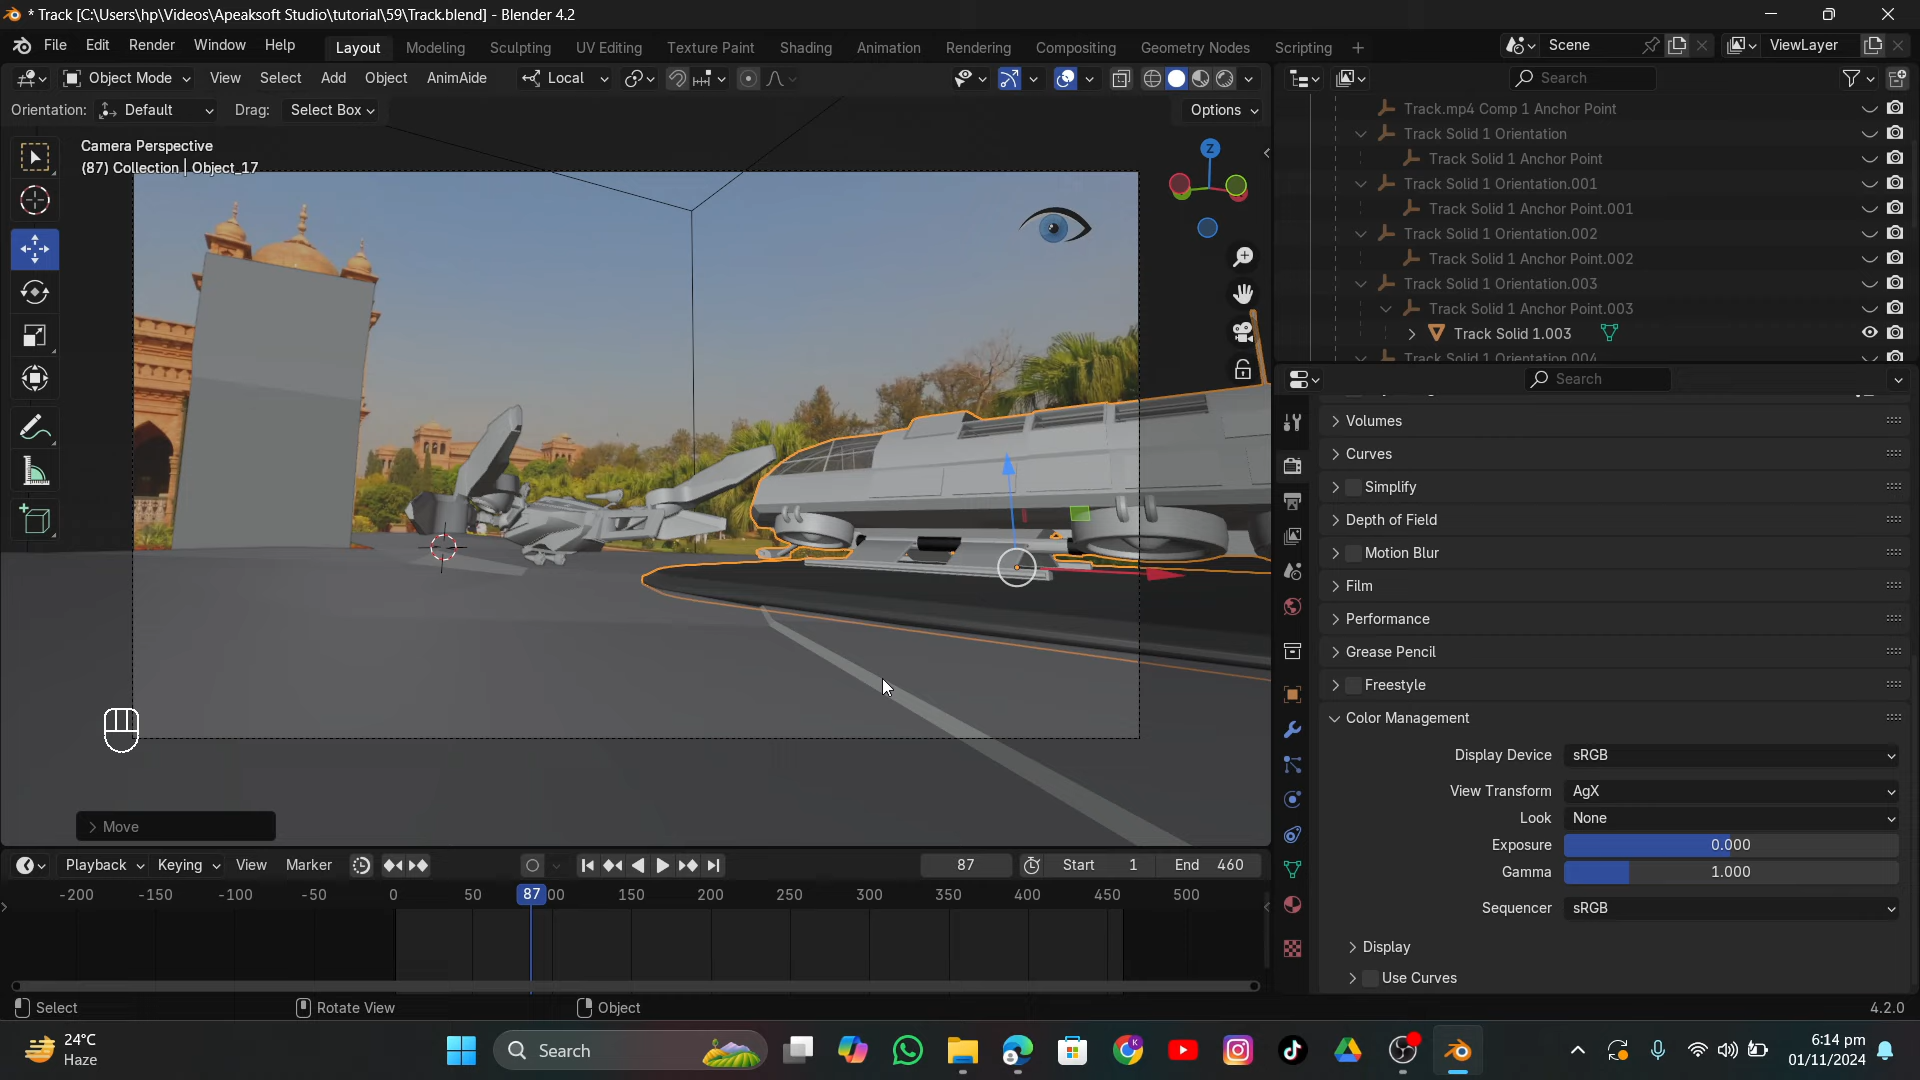 * Track [C:\Users\hp\Videos\Apeaksoft Studio\tutorial\59\Track.blend] - Blender 4.2
File Edit Render Window Help
Layout Modeling Sculpting UV Editing Texture Paint Shading Animation Rendering Compositing Geometry Nodes Scripting +
Scene
ViewLayer
Object Mode View Select Add Object AnimAide Local
Search
Orientation: Default Drag: Select Box
Options
Camera Perspective
(87) Collection | Object_17
Z
Track.mp4 Comp 1 Anchor Point
Track Solid 1 Orientation
Track Solid 1 Anchor Point
Track Solid 1 Orientation.001
Track Solid 1 Anchor Point.001
Track Solid 1 Orientation.002
Track Solid 1 Anchor Point.002
Track Solid 1 Orientation.003
Track Solid 1 Anchor Point.003
Track Solid 1.003
Track Solid 1 Orientation.004
Search
Volumes
Curves
Simplify
Depth of Field
Motion Blur
Film
Performance
Grease Pencil
Freestyle
Color Management
Display Device sRGB
View Transform AgX
Look None
Exposure 0.000
Gamma 1.000
Sequencer sRGB
Display
Use Curves
Move
Playback Keying View Marker
87 Start 1 End 460
-200 -150 -100 -50 0 50 87 00 150 200 250 300 350 400 450 500
Select Rotate View Object
4.2.0
24°C
Haze
Search
6:14 pm
01/11/2024